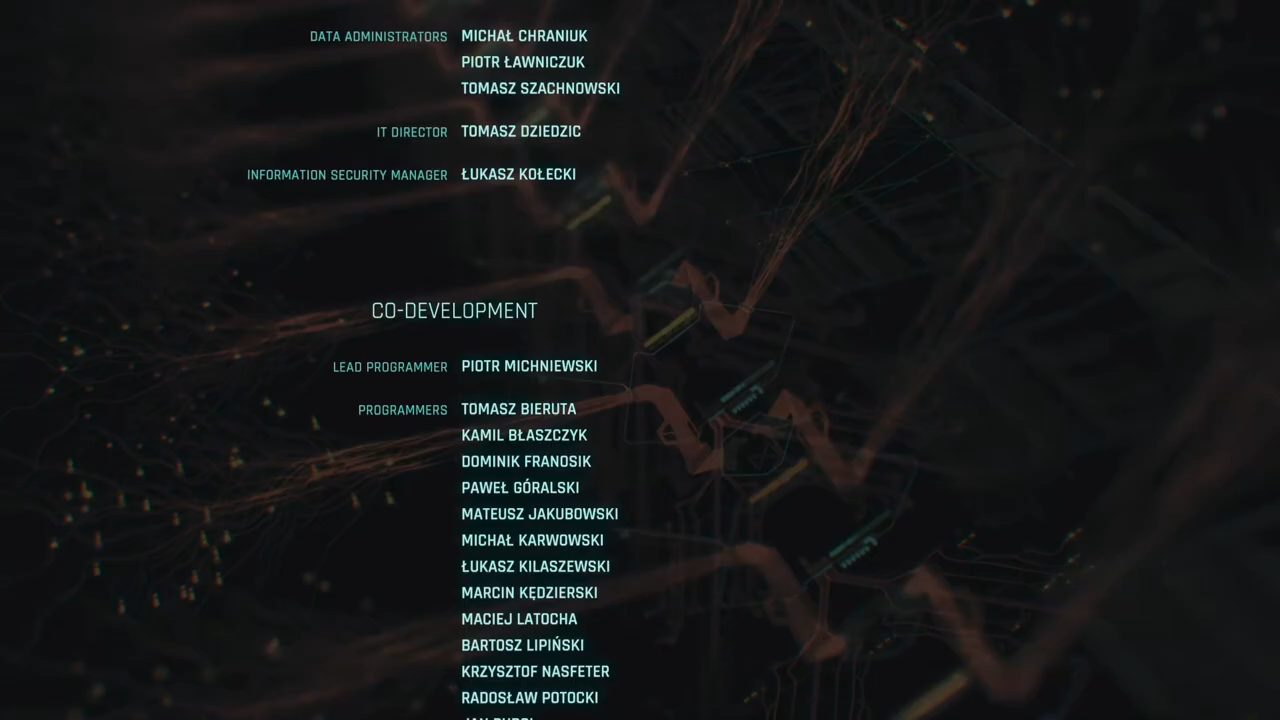 DATA ADMINISTRATORS MICHAŁ CHRANIUK
PIOTR ŁAWNICZUK
TOMASZ SZACHNOWSKI
IT DIRECTOR TOMASZ DZIEDZIC
INFORMATION SECURITY MANAGER ŁUKASZ KOŁECKI
CO-DEVELOPMENT
LEAD PROGRAMMER PIOTR MICHNIEWSKI
PROGRAMMERS TOMASZ BIERUTA
KAMIL BŁASZCZYK
DOMINIK FRANOSIK
PAWEŁ GÓRALSKI
MATEUSZ JAKUBOWSKI
MICHAŁ KARWOWSKI
ŁUKASZ KILASZEWSKI
MARCIN KĘDZIERSKI
MACIEJ LATOCHA
BARTOSZ LIPIŃSKI
KRZYSZTOF NASFETER
RADOSŁAW POTOCKI